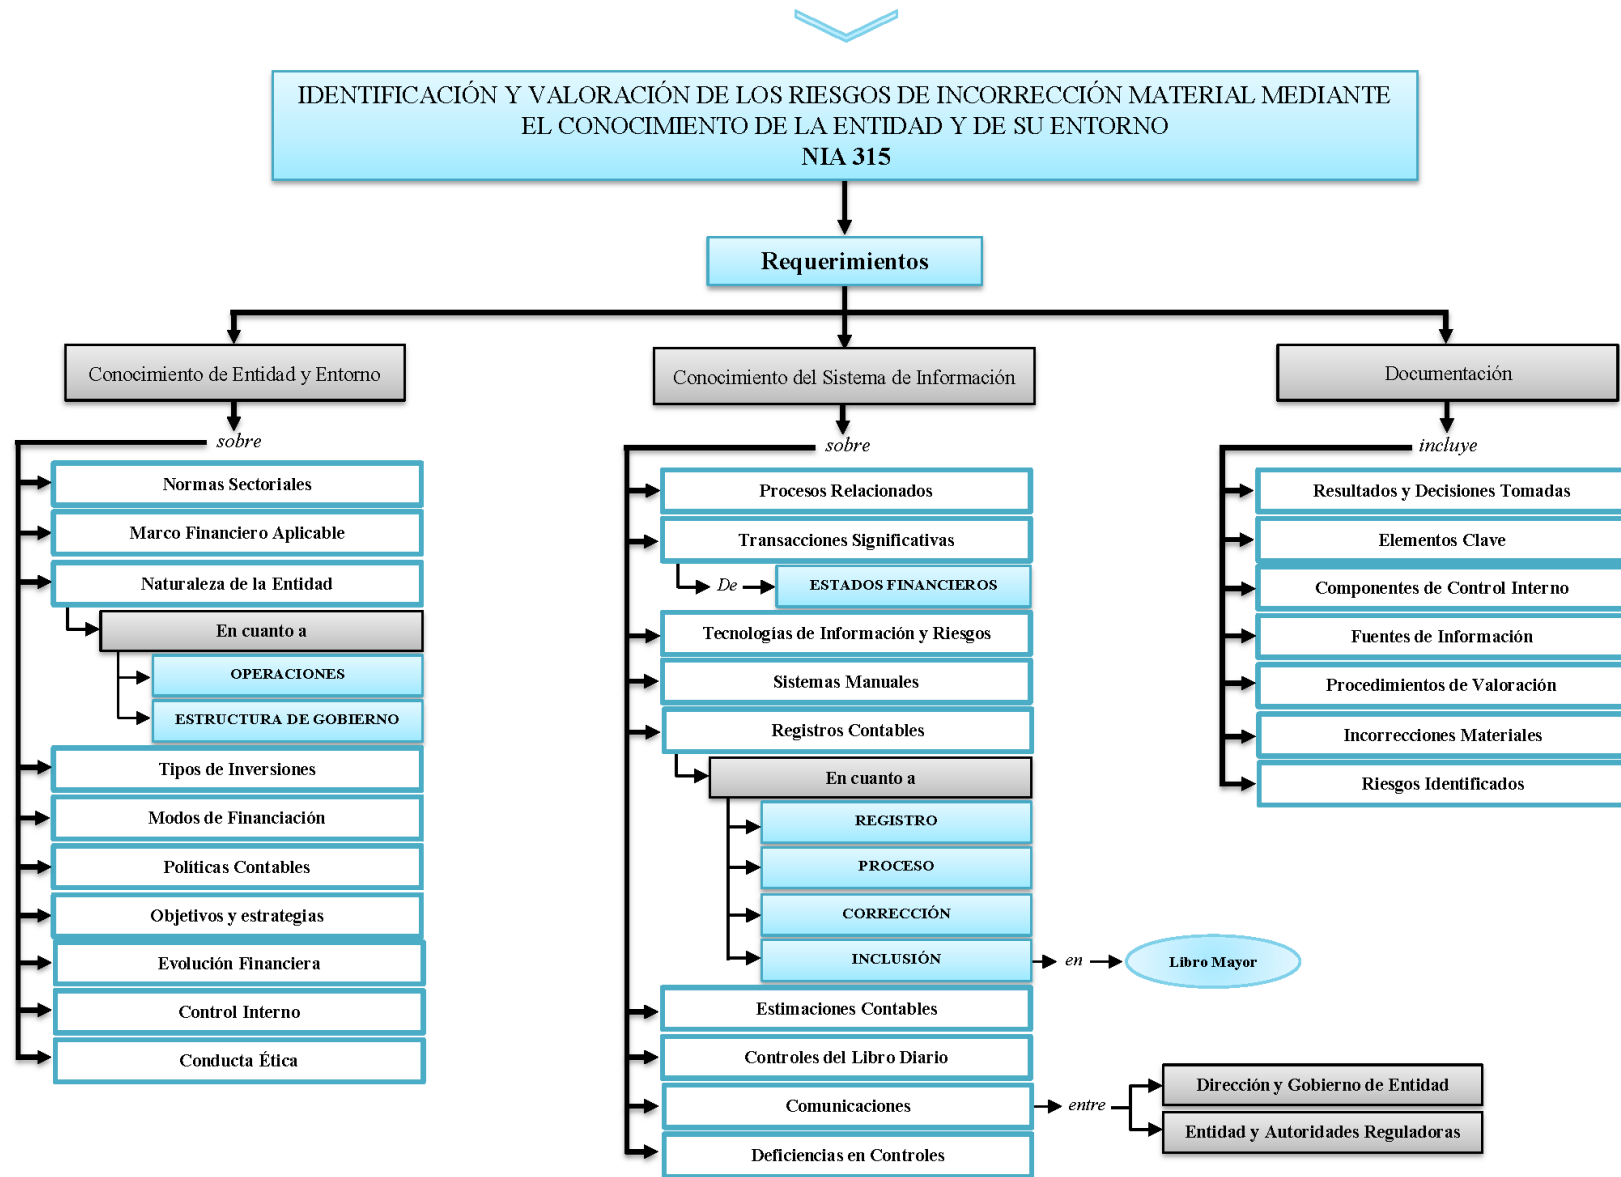 IDENTIFICACIÓN Y VALORACIÓN DE LOS RIESGOS DE INCORRECCIÓN MATERIAL MEDIANTE
EL CONOCIMIENTO DE LA ENTIDAD Y DE SU ENTORNO
NIA 315
Requerimientos
Conocimiento de Entidad y Entorno
sobre
Normas Sectoriales
Marco Financiero Aplicable
Naturaleza de la Entidad
En cuanto a
OPERACIONES
ESTRUCTURA DE GOBIERNO
Tipos de Inversiones
Modos de Financiación
Políticas Contables
Objetivos y estrategias
Evolución Financiera
Control Interno
Conducta Ética
Conocimiento del Sistema de Información
sobre
Procesos Relacionados
Transacciones Significativas
De
ESTADOS FINANCIEROS
Tecnologías de Información y Riesgos
Sistemas Manuales
Registros Contables
En cuanto a
REGISTRO
PROCESO
CORRECCIÓN
INCLUSIÓN
en
Libro Mayor
Estimaciones Contables
Controles del Libro Diario
Comunicaciones
entre
Dirección y Gobierno de Entidad
Entidad y Autoridades Reguladoras
Deficiencias en Controles
Documentación
incluye
Resultados y Decisiones Tomadas
Elementos Clave
Componentes de Control Interno
Fuentes de Información
Procedimientos de Valoración
Incorrecciones Materiales
Riesgos Identificados